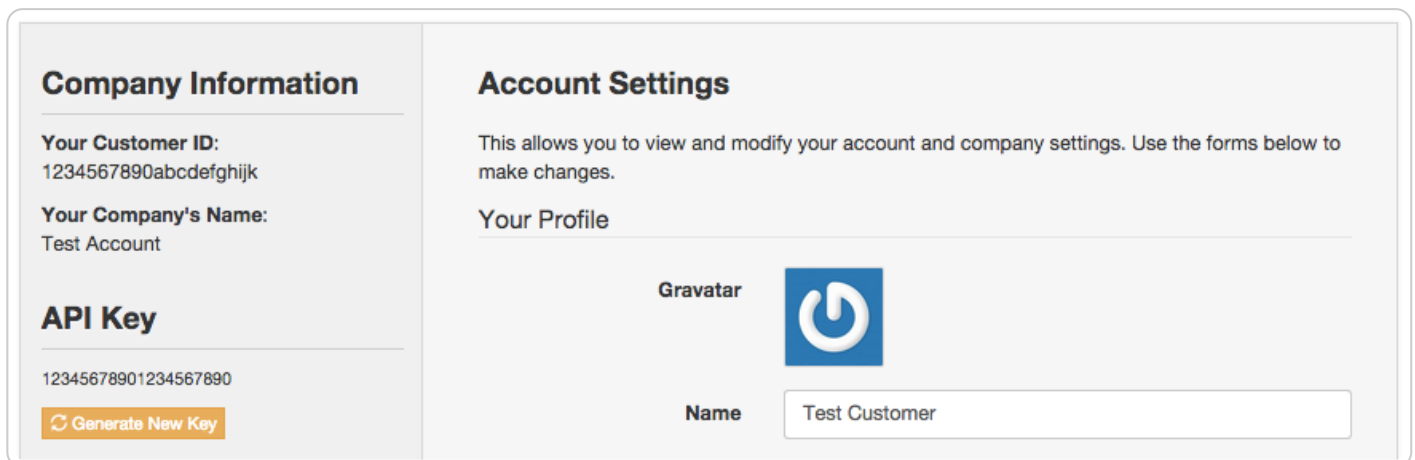 Company Information
Your Customer ID:
1234567890abcdefghijk
Your Company's Name:
Test Account
API Key
12345678901234567890
Generate New Key
Account Settings
This allows you to view and modify your account and company settings. Use the forms below to
make changes.
Your Profile
Gravatar
Name
Test Customer